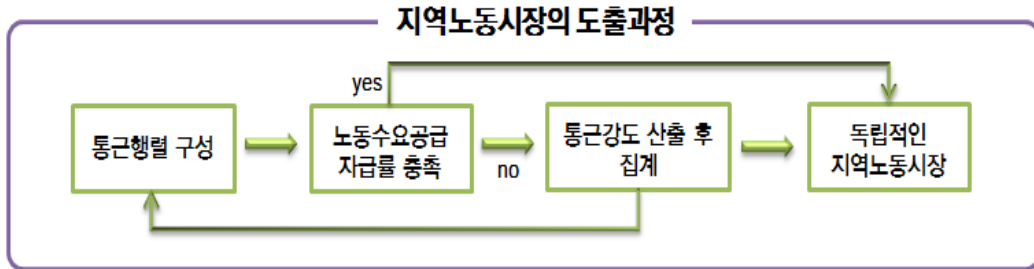 지역노동시장의 도출과정
yes
통근행렬 구성
노동수요공급
자급률 충족
no
통근강도 산출 후
집계
독립적인
지역노동시장